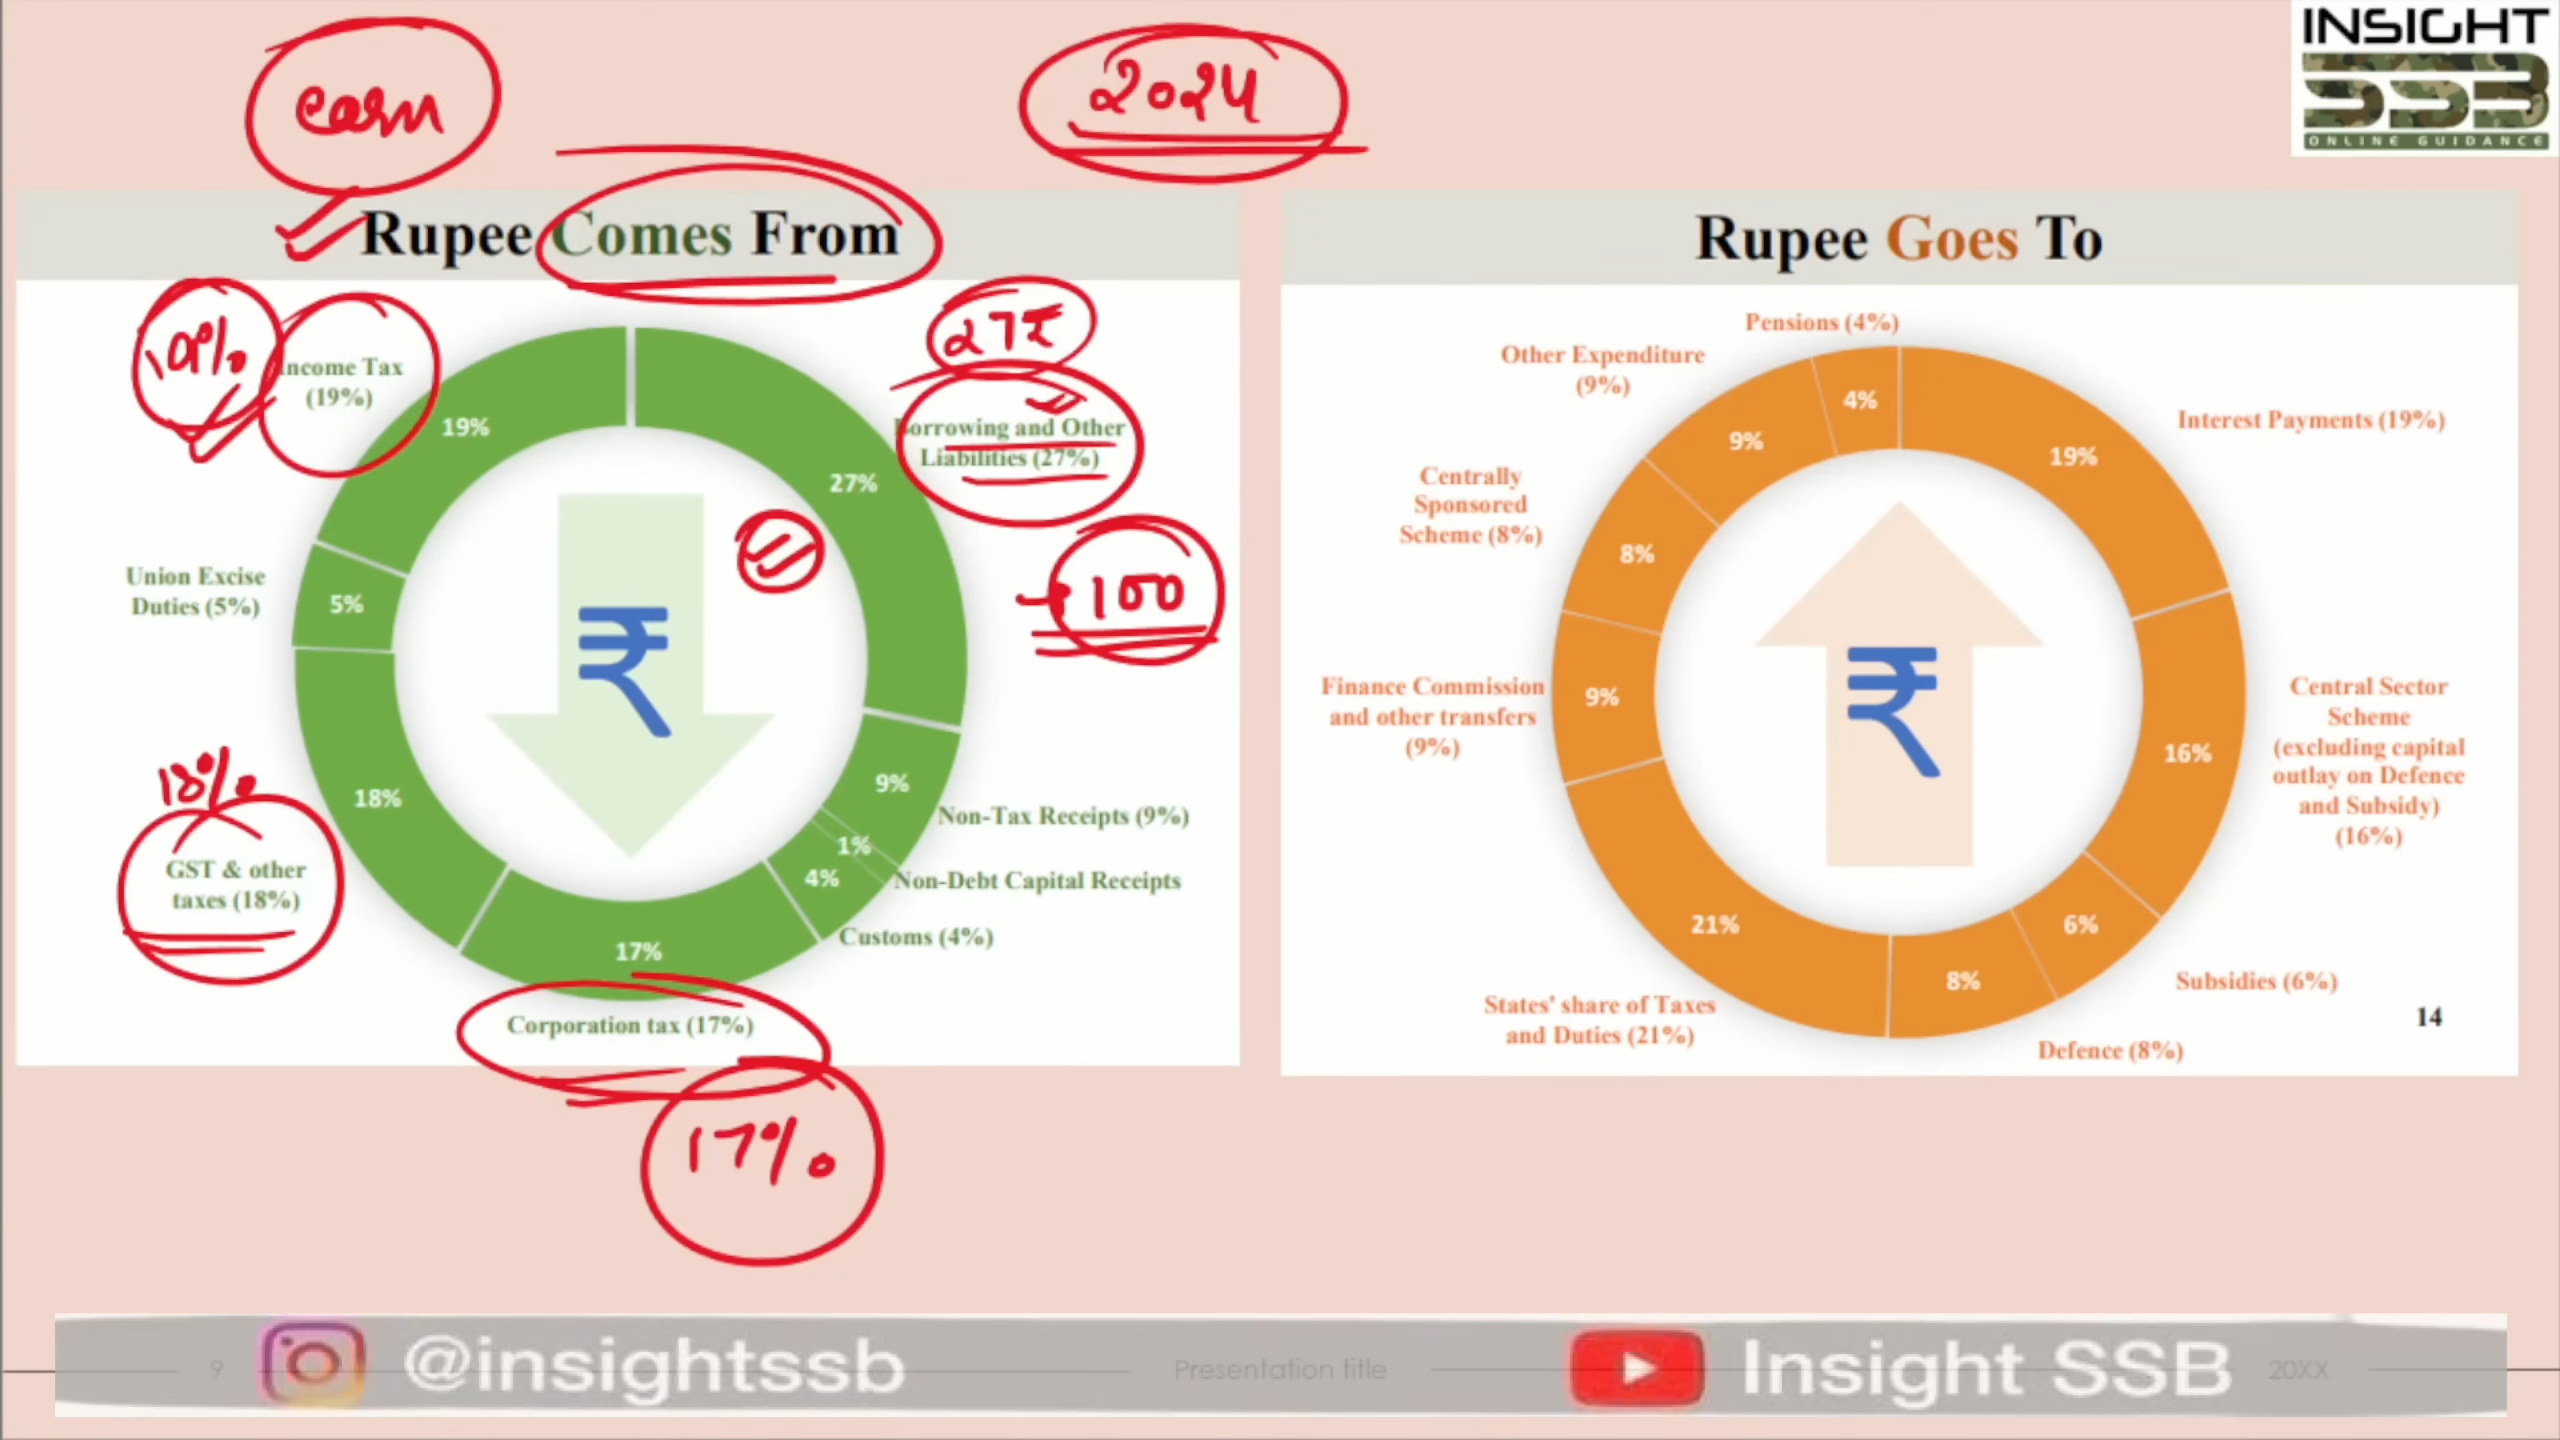 earn
2024
INSIGHT
SSB
ONLINE GUIDANCE
Rupee Comes From
19%
Income Tax
(19%)
19%
27₹
Borrowing and Other
Liabilities (27%)
27%
100
Union Excise
Duties (5%)
5%
₹
18%
GST & other
taxes (18%)
18%
9%
Non-Tax Receipts (9%)
1%
Non-Debt Capital Receipts
4%
Customs (4%)
17%
Corporation tax (17%)
17%
Rupee Goes To
Pensions (4%)
4%
Other Expenditure
(9%)
9%
Interest Payments (19%)
19%
Centrally
Sponsored
Scheme (8%)
8%
Finance Commission
and other transfers
(9%)
9%
₹
Central Sector
Scheme
(excluding capital
outlay on Defence
and Subsidy)
(16%)
16%
21%
States' share of Taxes
and Duties (21%)
8%
Defence (8%)
6%
Subsidies (6%)
14
9
@insightssb
Presentation title
Insight SSB
20XX